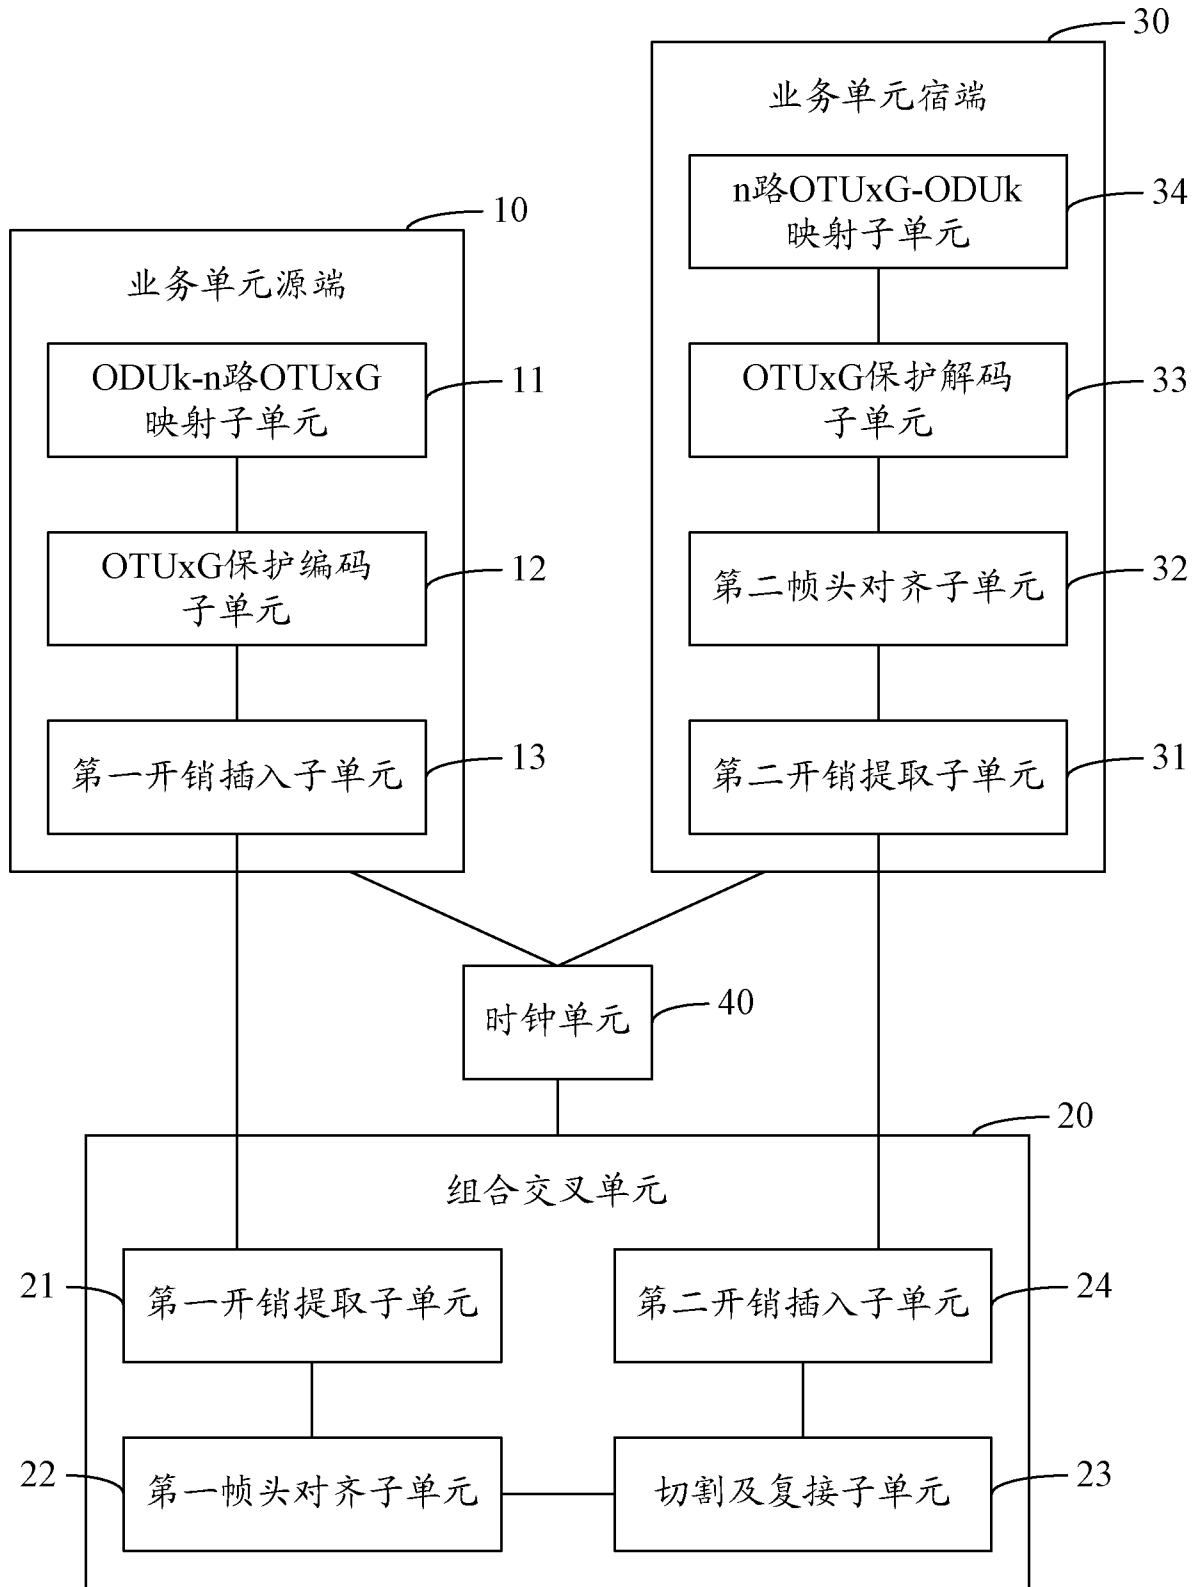 30
业务单元宿端
n路OTUxG-ODUk
映射子单元
34
OTUxG保护解码
子单元
33
第二帧头对齐子单元
32
第二开销提取子单元
31
10
业务单元源端
ODUk-n路OTUxG
映射子单元
11
OTUxG保护编码
子单元
12
第一开销插入子单元
13
时钟单元
40
20
组合交叉单元
21
第一开销提取子单元
第二开销插入子单元
24
22
第一帧头对齐子单元
切割及复接子单元
23